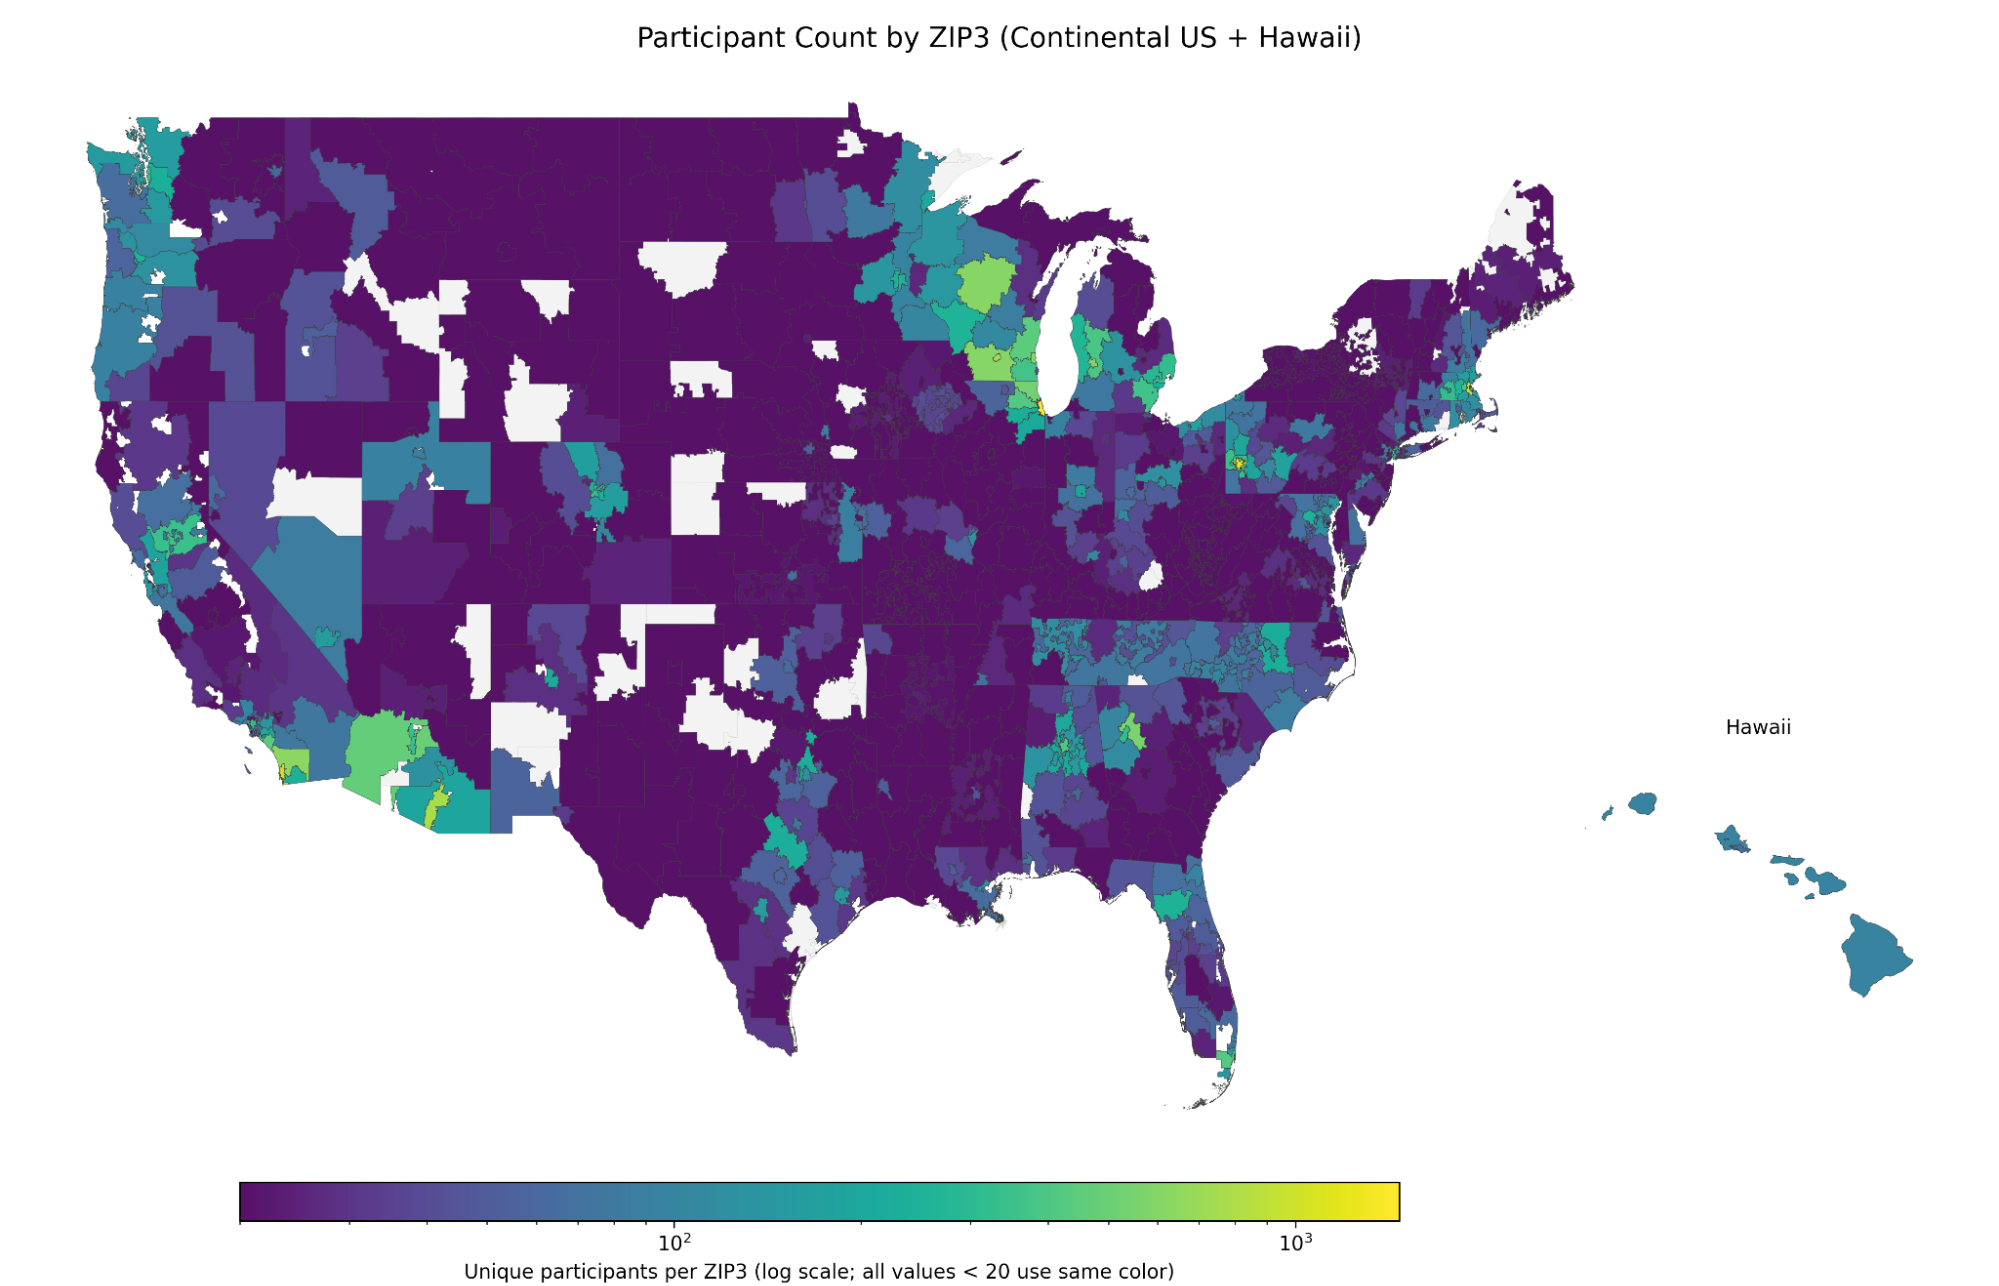 Participant Count by ZIP3 (Continental US + Hawaii)
Hawaii
10² 10³
Unique participants per ZIP3 (log scale; all values < 20 use same color)